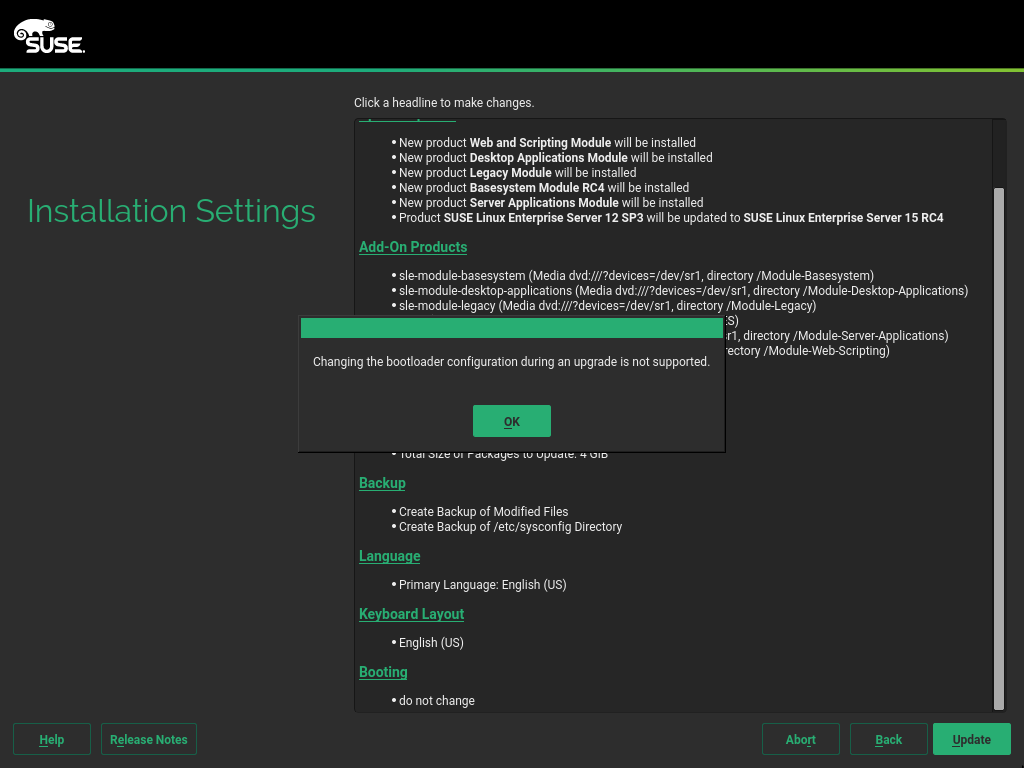 SUSE.
Click a headline to make changes.
Installation Settings
• New product Web and Scripting Module will be installed
• New product Desktop Applications Module will be installed
• New product Legacy Module will be installed
• New product Basesystem Module RC4 will be installed
• New product Server Applications Module will be installed
• Product SUSE Linux Enterprise Server 12 SP3 will be updated to SUSE Linux Enterprise Server 15 RC4
Add-On Products
• sle-module-basesystem (Media dvd:///?devices=/dev/sr1, directory /Module-Basesystem)
• sle-module-desktop-applications (Media dvd:///?devices=/dev/sr1, directory /Module-Desktop-Applications)
• sle-module-legacy (Media dvd:///?devices=/dev/sr1, directory /Module-Legacy)
ES)
sr1, directory /Module-Server-Applications)
rectory /Module-Web-Scripting)
Changing the bootloader configuration during an upgrade is not supported.
OK
• Total Size of Packages to Update: 4 GiB
Backup
• Create Backup of Modified Files
• Create Backup of /etc/sysconfig Directory
Language
• Primary Language: English (US)
Keyboard Layout
• English (US)
Booting
• do not change
Help
Release Notes
Abort
Back
Update